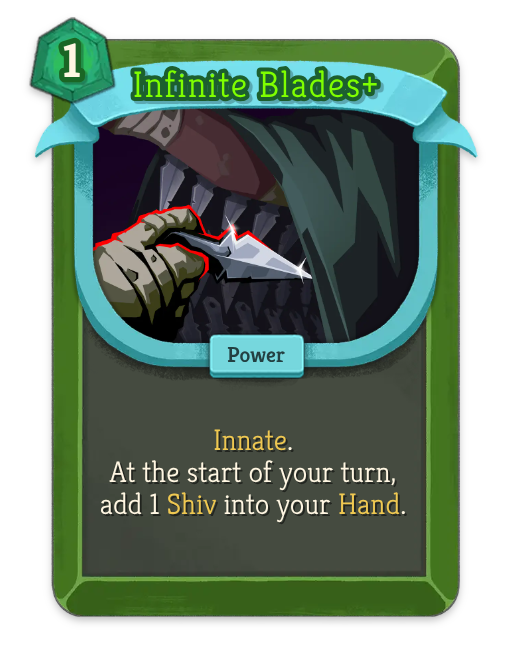 1
Infinite Blades+
Power
Innate.
At the start of your turn,
add 1 Shiv into your Hand.